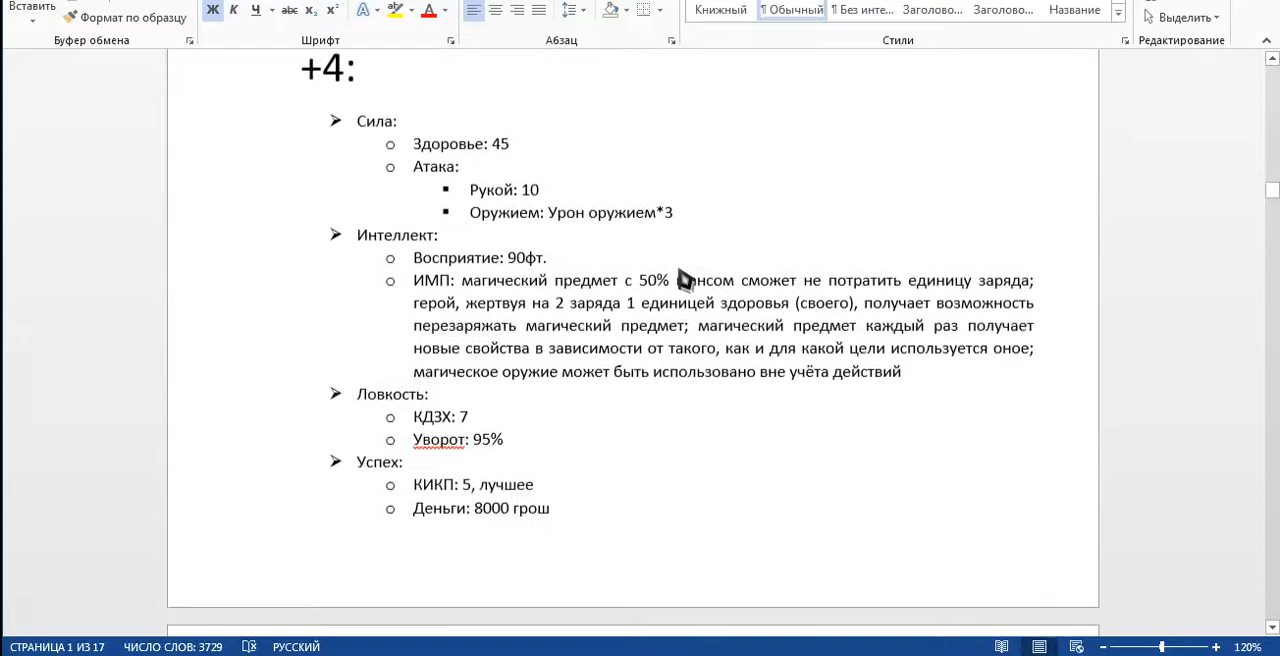 Вставить
Формат по образцу
Ж К Ч abc x₂ x² A A
Книжный ¶ Обычный ¶ Без инте... Заголово... Заголово... Название
Выделить
Буфер обмена Шрифт Абзац Стили Редактирование
+4:
Сила:
Здоровье: 45
Атака:
Рукой: 10
Оружием: Урон оружием*3
Интеллект:
Восприятие: 90фт.
ИМП: магический предмет с 50% сможет не потратить единицу заряда;
герой, жертвуя на 2 заряда 1 единицей здоровья (своего), получает возможность
перезаряжать магический предмет; магический предмет каждый раз получает
новые свойства в зависимости от такого, как и для какой цели используется оное;
магическое оружие может быть использовано вне учёта действий
Ловкость:
КДЗХ: 7
Уворот: 95%
Успех:
КИКП: 5, лучшее
Деньги: 8000 грош
СТРАНИЦА 1 ИЗ 17 ЧИСЛО СЛОВ: 3729 РУССКИЙ 120%